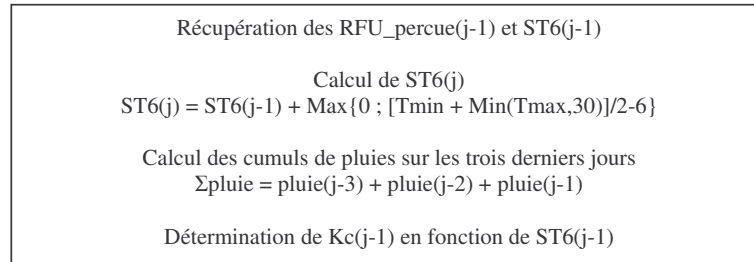 Récupération des RFU_percue(j-1) et ST6(j-1)
Calcul de ST6(j)
ST6(j) = ST6(j-1) + Max{0 ; [Tmin + Min(Tmax,30)]/2-6}
Calcul des cumuls de pluies sur les trois derniers jours
Σpluie = pluie(j-3) + pluie(j-2) + pluie(j-1)
Détermination de Kc(j-1) en fonction de ST6(j-1)